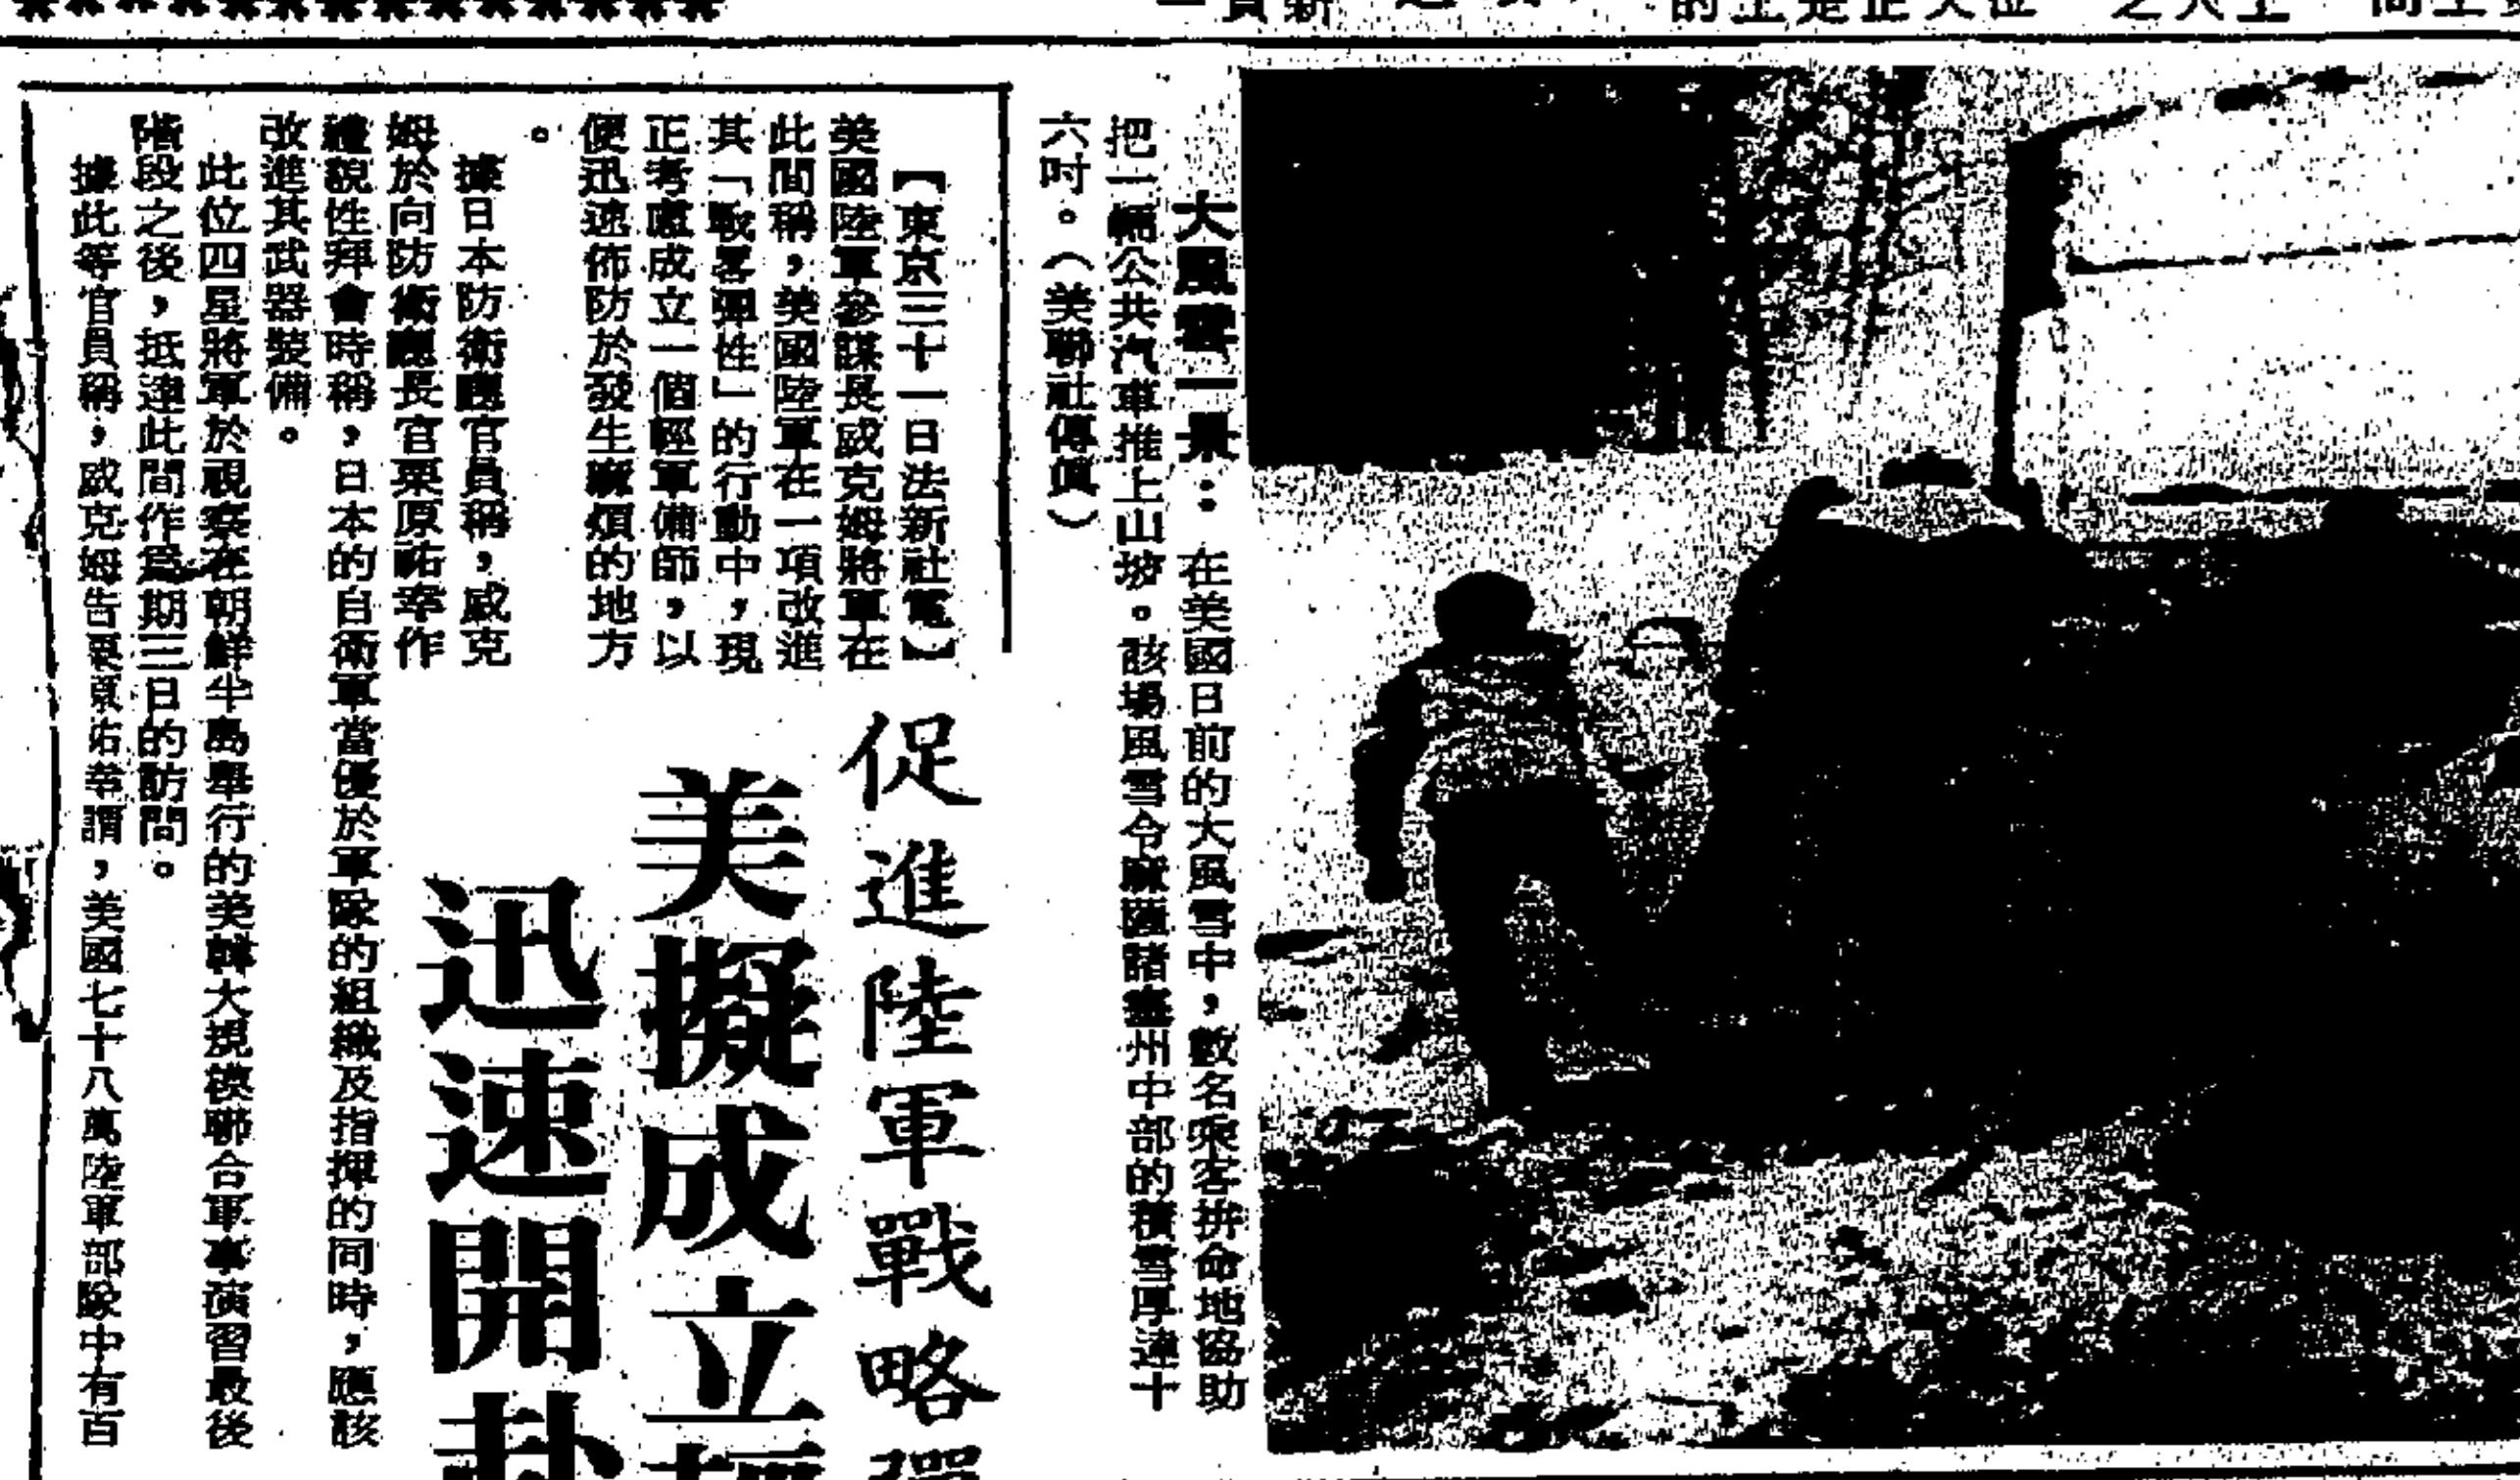 大風雪一景：在美國日前的大風雪中，數名乘客拚命地協助
把一輛公共汽車推上山坡。該場風雪令麻薩諸塞州中部的積雪厚達十
六吋。（美聯社傳眞）
促進陸軍戰略
美擬成立
迅速開
【東京三十一日法新社電】
美國陸軍參謀長威克姆將軍在
此間稱，美國陸軍在一項改進
其「戰畧彈性」的行動中，現
正考慮成立一個輕軍備師，以
便迅速佈防於發生麻煩的地方
。
據日本防衛廳官員稱，威克
姆於向防衛廳長官栗原祐幸作
禮貌性拜會時稱，日本的自衛軍當優於軍隊的組織及指揮的同時，應該
改進其武器裝備。
此位四星將軍於視察在朝鮮半島舉行的美韓大規模聯合軍事演習最後
階段之後，抵達此間作爲期三日的訪問。
據此等官員稱，威克姆告栗原祐幸謂，美國七十八萬陸軍部隊中有百